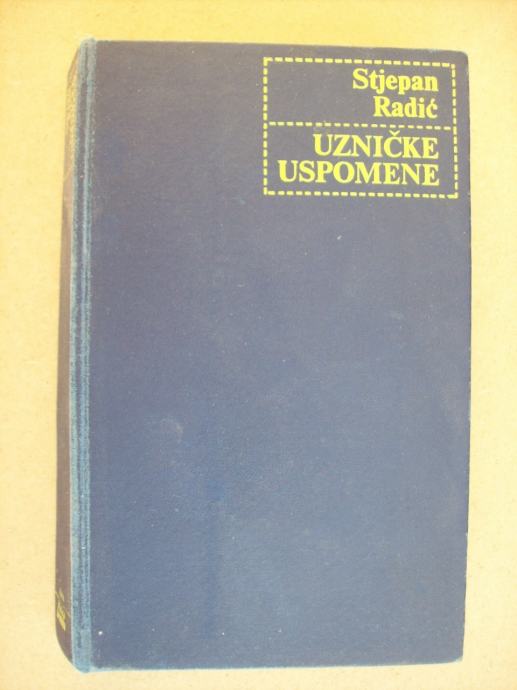 Stjepan
Radić
UZNIČKE
USPOMENE